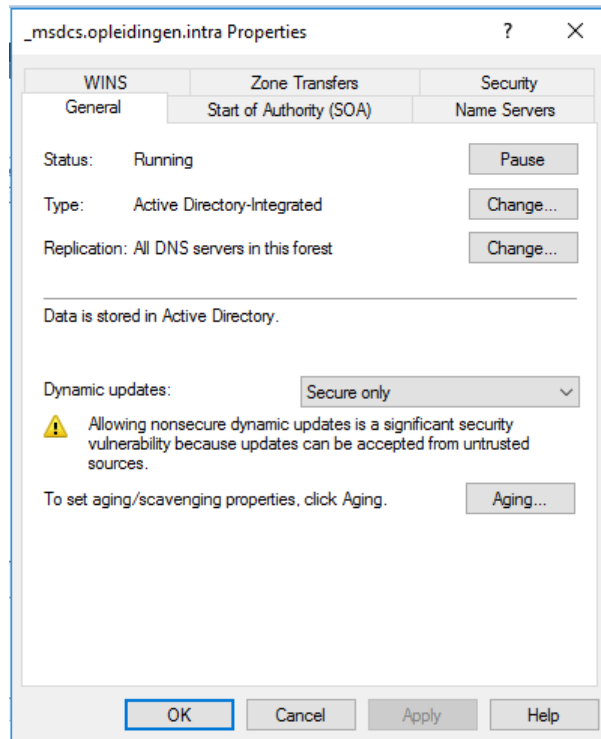 _msdcs.opleidingen.intra Properties ? ×
WINS Zone Transfers Security
General Start of Authority (SOA) Name Servers
Status: Running Pause
Type: Active Directory-Integrated Change...
Replication: All DNS servers in this forest Change...
Data is stored in Active Directory.
Dynamic updates: Secure only
Allowing nonsecure dynamic updates is a significant security
vulnerability because updates can be accepted from untrusted
sources.
To set aging/scavenging properties, click Aging. Aging...
OK Cancel Apply Help